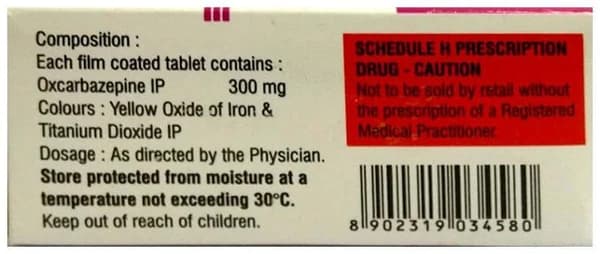 Composition :
Each film coated tablet contains :
Oxcarbazepine IP 300 mg
Colours : Yellow Oxide of Iron &
Titanium Dioxide IP
Dosage : As directed by the Physician.
Store protected from moisture at a
temperature not exceeding 30°C.
Keep out of reach of children.
SCHEDULE H PRESCRIPTION
DRUG - CAUTION
Not to be sold by retail without
the prescription of a Registered
Medical Practitioner.
8 902319 034580